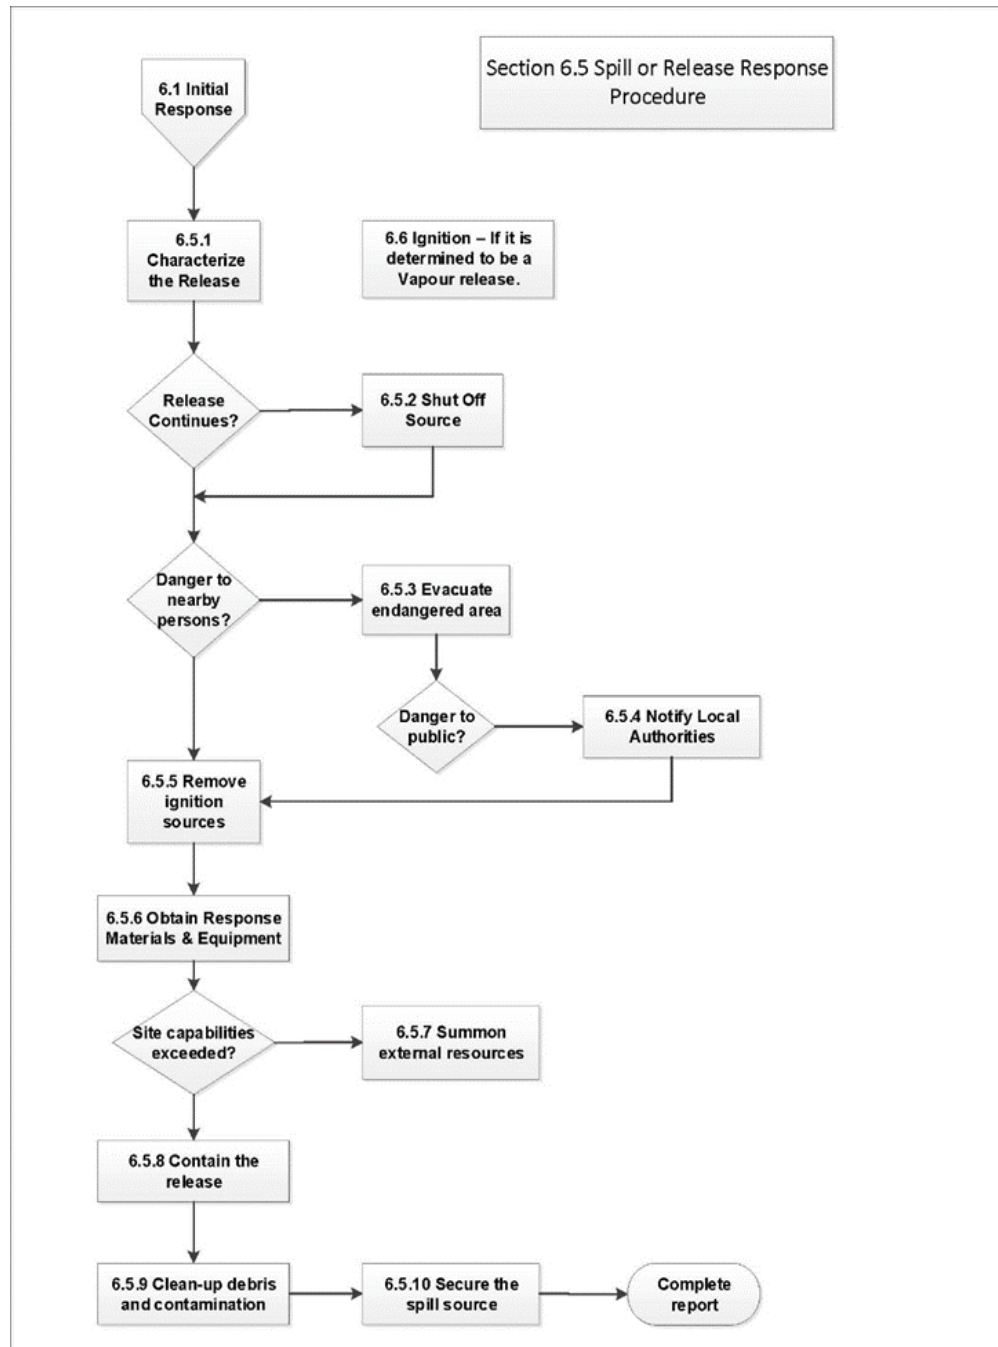 Section 6.5 Spill or Release Response
Procedure
6.1 Initial
Response
6.5.1
Characterize
the Release
6.6 Ignition – If it is
determined to be a
Vapour release.
Release
Continues?
6.5.2 Shut Off
Source
Danger to
nearby
persons?
6.5.3 Evacuate
endangered area
Danger to
public?
6.5.4 Notify Local
Authorities
6.5.5 Remove
ignition
sources
6.5.6 Obtain Response
Materials & Equipment
Site capabilities
exceeded?
6.5.7 Summon
external resources
6.5.8 Contain the
release
6.5.9 Clean-up debris
and contamination
6.5.10 Secure the
spill source
Complete
report